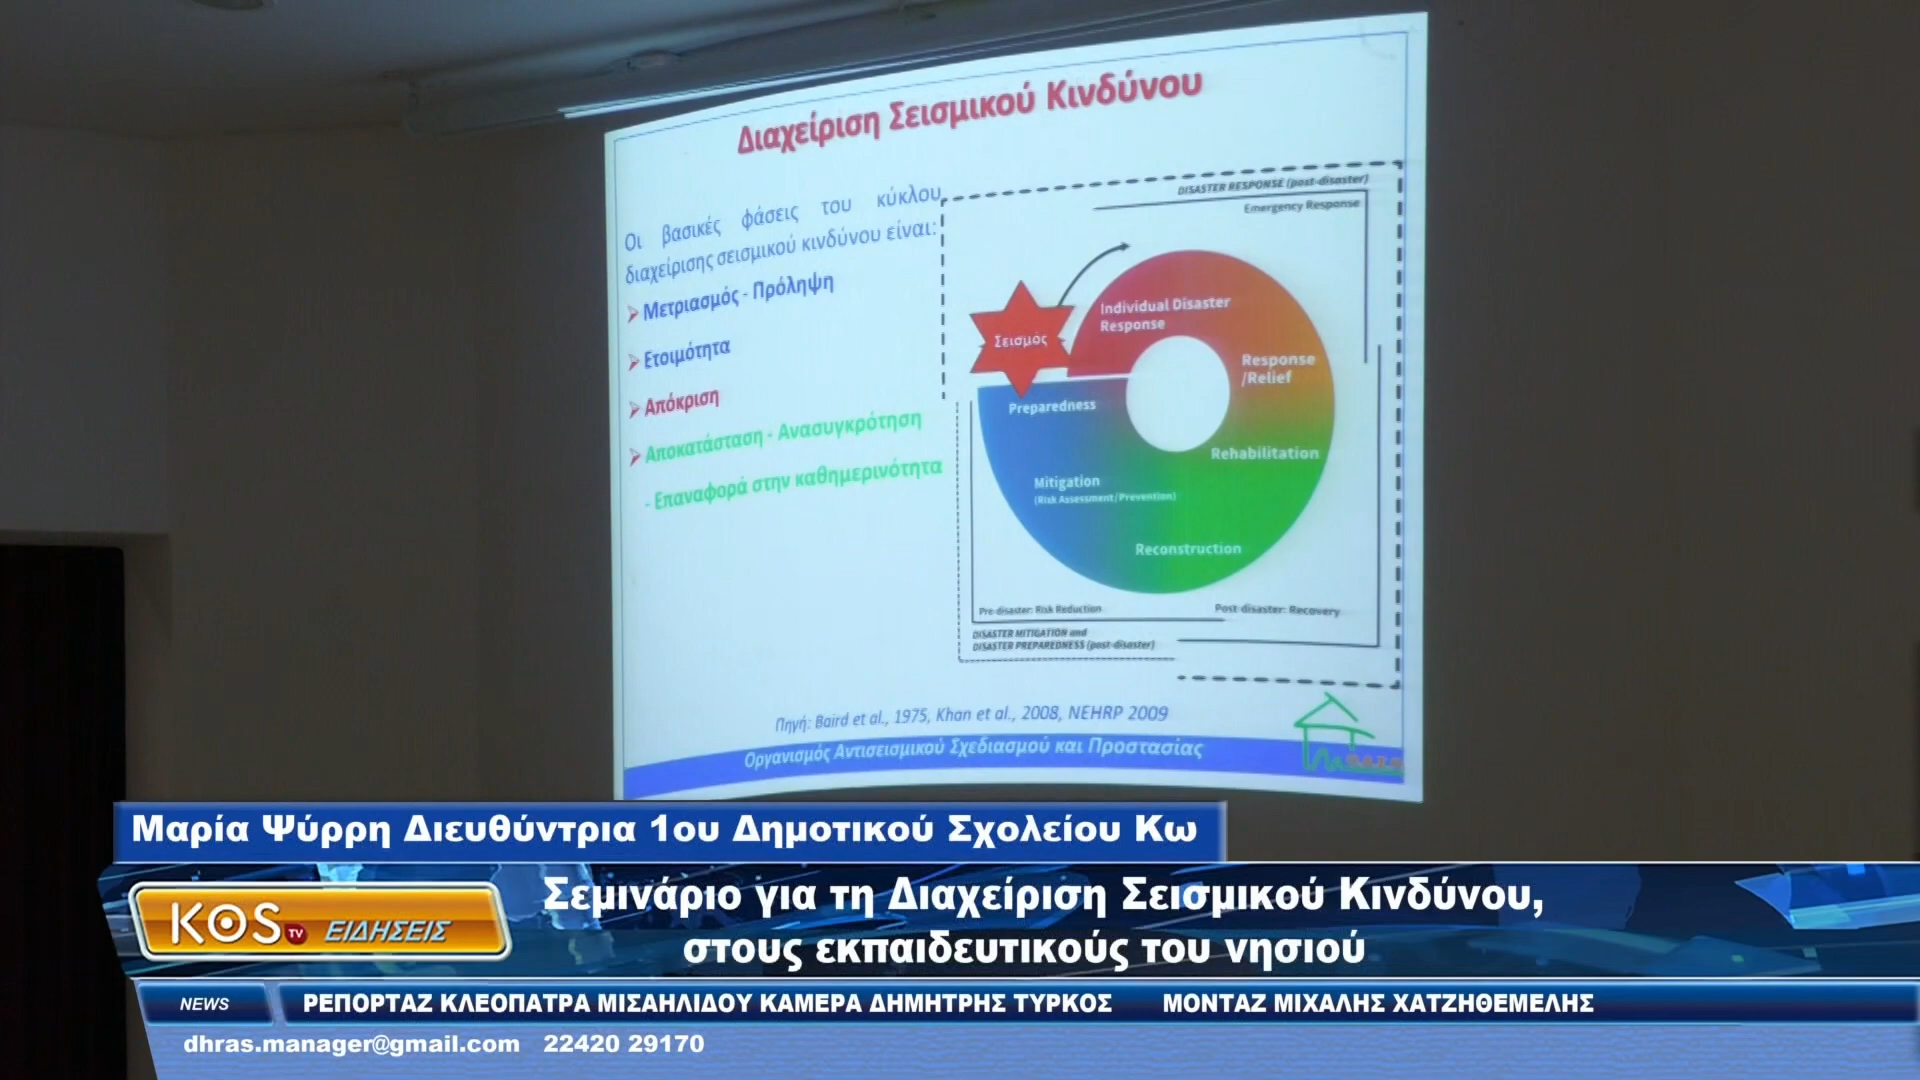 Διαχείριση Σεισμικού Κινδύνου
Οι βασικές φάσεις του κύκλου
διαχείρισης σεισμικού κινδύνου είναι:
Μετριασμός - Πρόληψη
Ετοιμότητα
Απόκριση
Αποκατάσταση - Ανασυγκρότηση
- Επαναφορά στην καθημερινότητα
DISASTER RESPONSE (post-disaster)
Emergency Response
Σεισμός
Individual Disaster
Response
Response
/Relief
Preparedness
Rehabilitation
Mitigation
(Risk Assessment/Prevention)
Reconstruction
Pre-disaster: Risk Reduction
Post-disaster: Recovery
DISASTER MITIGATION and
DISASTER PREPAREDNESS (post-disaster)
Πηγή: Baird et al., 1975, Khan et al., 2008, NEHRP 2009
Οργανισμός Αντισεισμικού Σχεδιασμού και Προστασίας
Ο.Α.Σ.Π.
Μαρία Ψύρρη Διευθύντρια 1ου Δημοτικού Σχολείου Κω
KOS TV ΕΙΔΗΣΕΙΣ
Σεμινάριο για τη Διαχείριση Σεισμικού Κινδύνου,
στους εκπαιδευτικούς του νησιού
NEWS
ΡΕΠΟΡΤΑΖ ΚΛΕΟΠΑΤΡΑ ΜΙΣΑΗΛΙΔΟΥ ΚΑΜΕΡΑ ΔΗΜΗΤΡΗΣ ΤΥΡΚΟΣ ΜΟΝΤΑΖ ΜΙΧΑΛΗΣ ΧΑΤΖΗΘΕΜΕΛΗΣ
dhras.manager@gmail.com 22420 29170